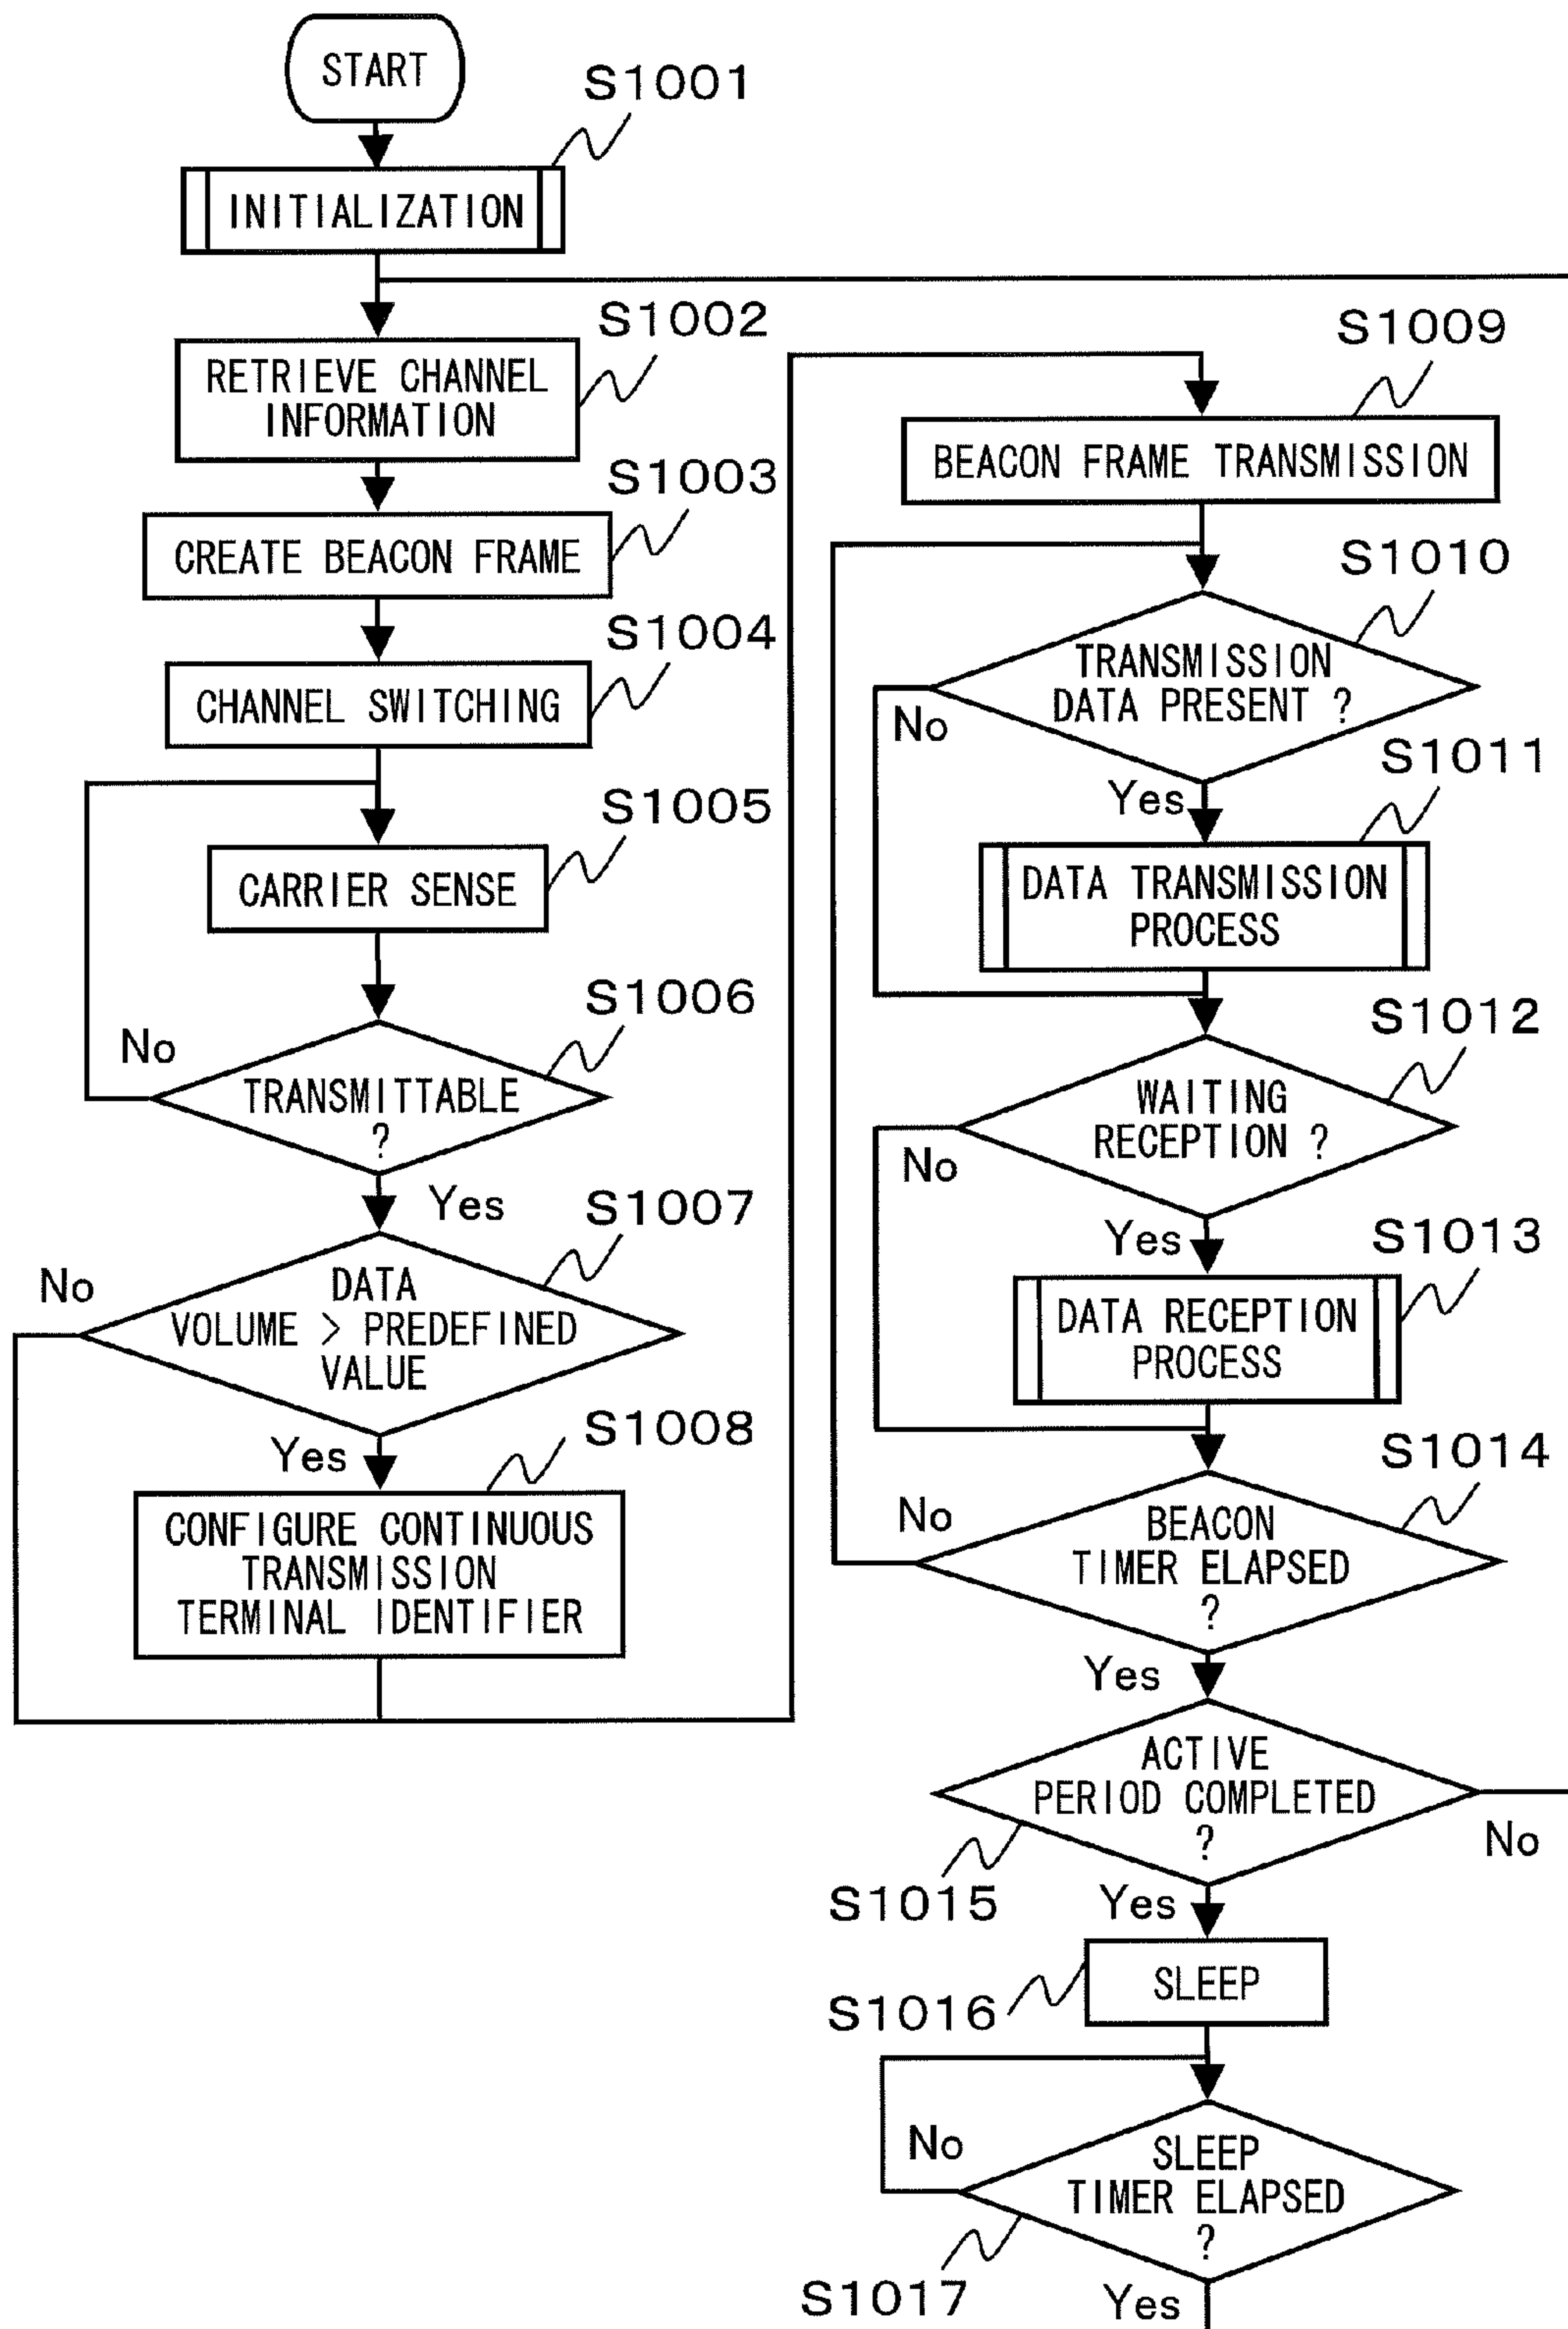 START
S1001
INITIALIZATION
S1002
RETRIEVE CHANNEL
INFORMATION
S1003
CREATE BEACON FRAME
S1004
CHANNEL SWITCHING
S1005
CARRIER SENSE
S1006
No
TRANSMITTABLE
?
Yes
S1007
No
DATA
VOLUME > PREDEFINED
VALUE
Yes
S1008
CONFIGURE CONTINUOUS
TRANSMISSION
TERMINAL IDENTIFIER
S1009
BEACON FRAME TRANSMISSION
S1010
TRANSMISSION
DATA PRESENT ?
No
Yes
S1011
DATA TRANSMISSION
PROCESS
S1012
WAITING
RECEPTION ?
No
Yes
S1013
DATA RECEPTION
PROCESS
S1014
No
BEACON
TIMER ELAPSED
?
Yes
ACTIVE
PERIOD COMPLETED
?
No
S1015
Yes
SLEEP
S1016
No
SLEEP
TIMER ELAPSED
?
S1017
Yes